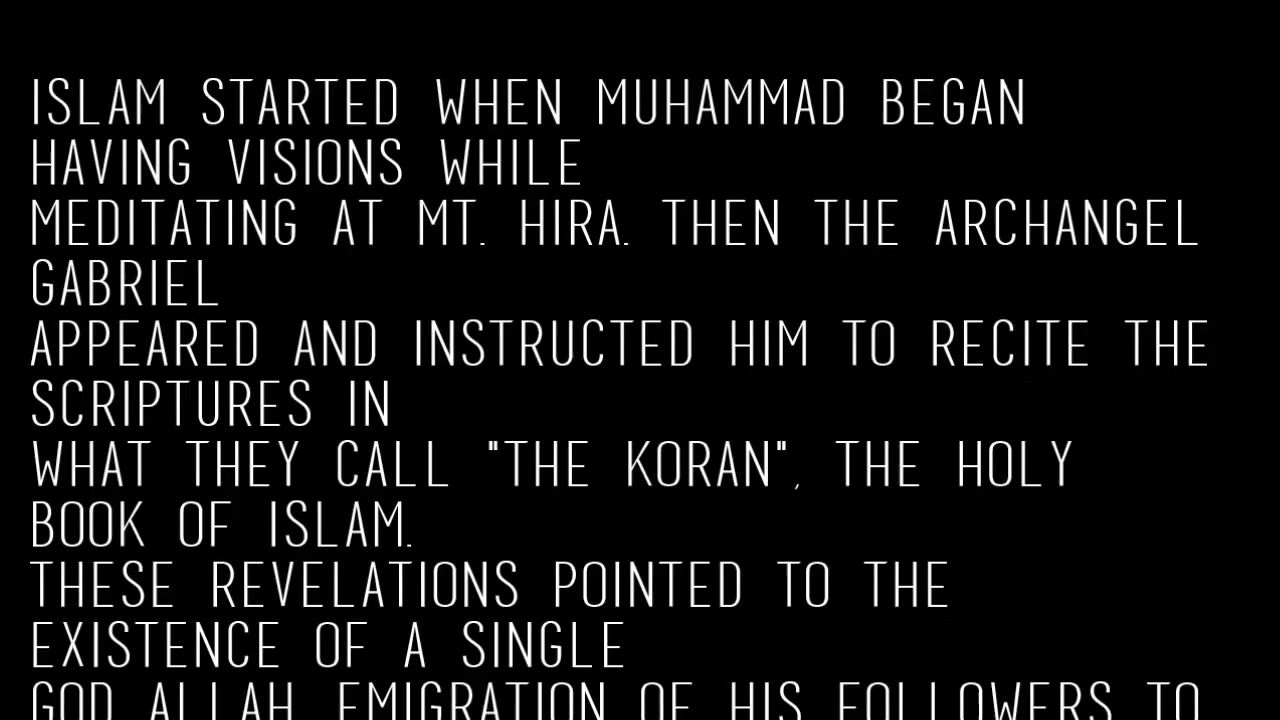 ISLAM STARTED WHEN MUHAMMAD BEGAN
HAVING VISIONS WHILE
MEDITATING AT MT. HIRA. THEN THE ARCHANGEL
GABRIEL
APPEARED AND INSTRUCTED HIM TO RECITE THE
SCRIPTURES IN
WHAT THEY CALL "THE KORAN", THE HOLY
BOOK OF ISLAM.
THESE REVELATIONS POINTED TO THE
EXISTENCE OF A SINGLE
GOD ALLAH EMIGRATION OF HIS FOLLOWERS TO